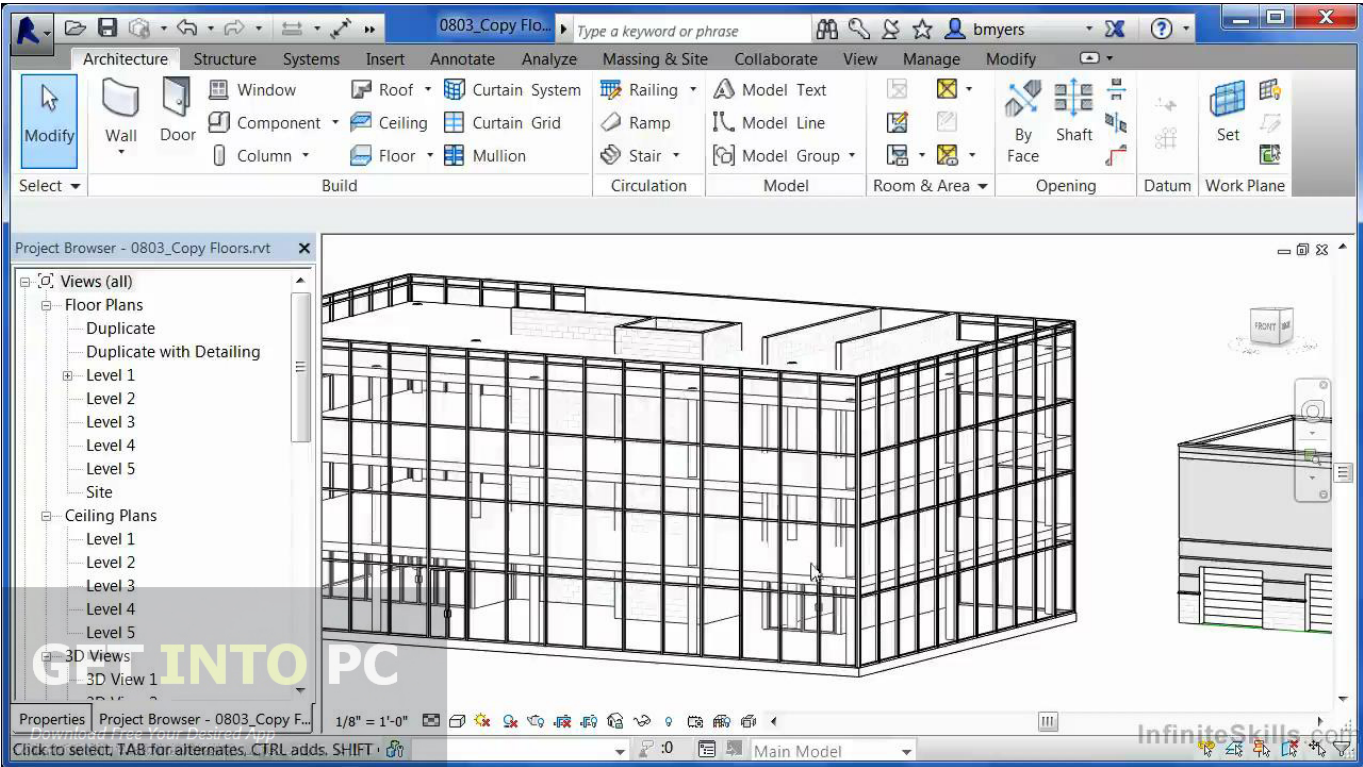 0803_Copy Flo...
Type a keyword or phrase
bmyers
Architecture Structure Systems Insert Annotate Analyze Massing & Site Collaborate View Manage Modify
Modify
Wall
Door
Window
Component
Column
Roof
Ceiling
Floor
Curtain System
Curtain Grid
Mullion
Railing
Ramp
Stair
Model Text
Model Line
Model Group
By Face
Shaft
Set
Select Build Circulation Model Room & Area Opening Datum Work Plane
Project Browser - 0803_Copy Floors.rvt
Views (all)
Floor Plans
Duplicate
Duplicate with Detailing
Level 1
Level 2
Level 3
Level 4
Level 5
Site
Ceiling Plans
Level 1
Level 2
Level 3
Level 4
Level 5
3D Views
3D View 1
FRONT
GET INTO PC
Download Free Your Desired App
Properties Project Browser - 0803_Copy F...
1/8" = 1'-0"
Click to select, TAB for alternates, CTRL adds, SHIFT
:0
Main Model
InfiniteSkills.com